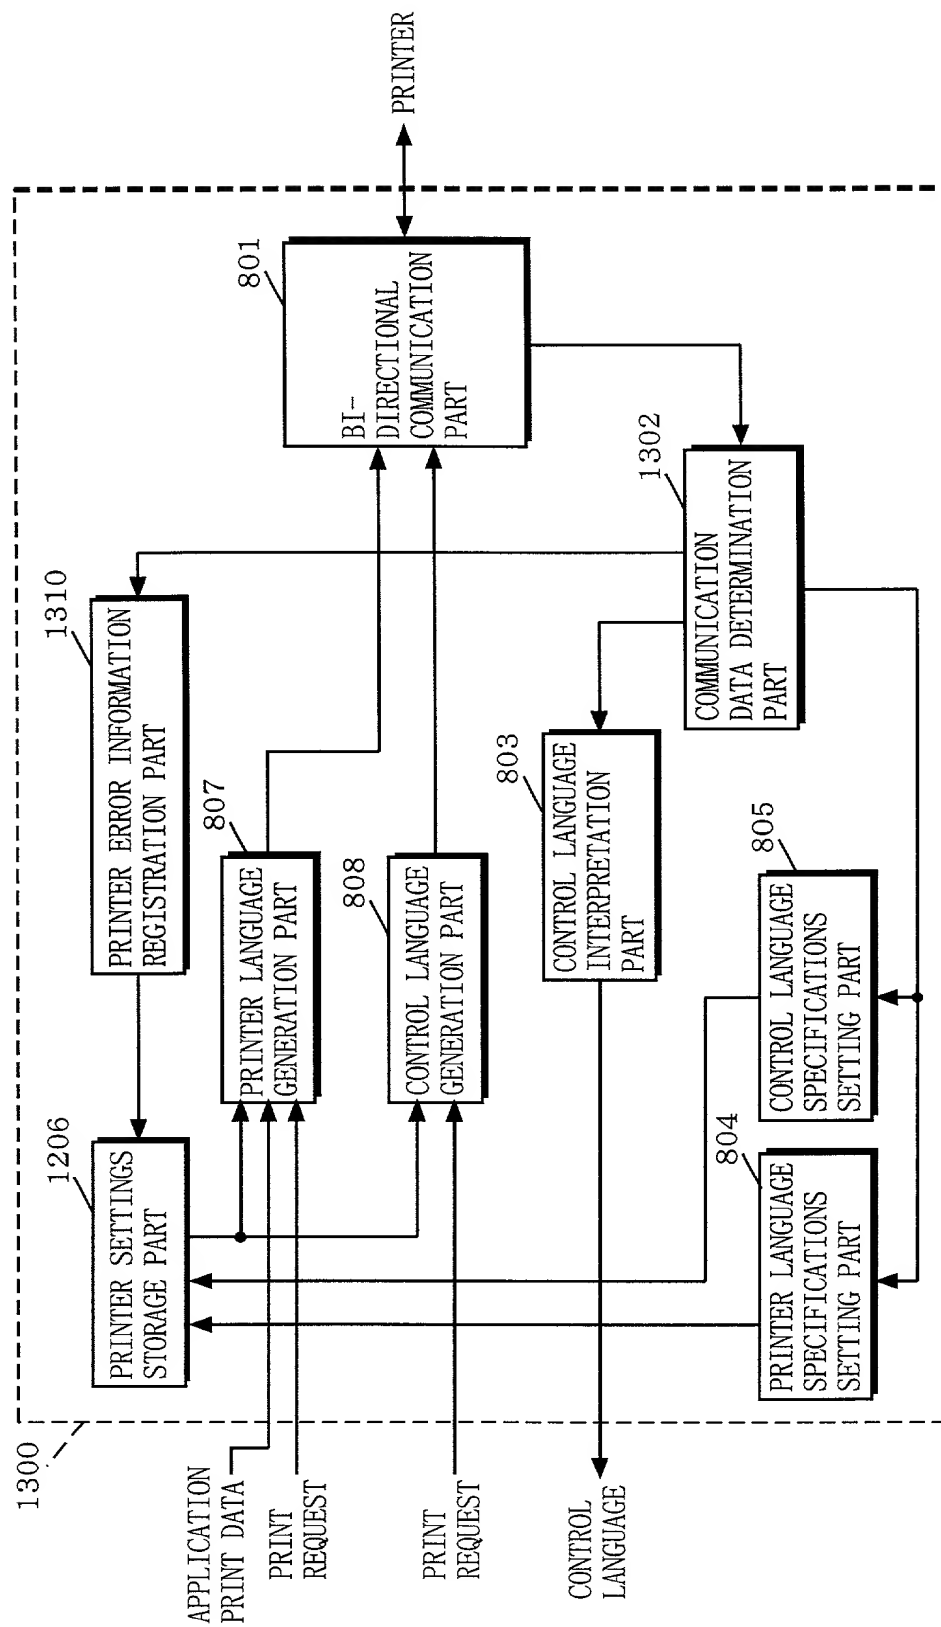 1300
1206
PRINTER SETTINGS
STORAGE PART
1310
PRINTER ERROR INFORMATION
REGISTRATION PART
APPLICATION
PRINT DATA
PRINT
REQUEST
807
PRINTER LANGUAGE
GENERATION PART
801
BI-
DIRECTIONAL
COMMUNICATION
PART
PRINTER
PRINT
REQUEST
808
CONTROL LANGUAGE
GENERATION PART
CONTROL
LANGUAGE
803
CONTROL LANGUAGE
INTERPRETATION
PART
1302
COMMUNICATION
DATA DETERMINATION
PART
804
PRINTER LANGUAGE
SPECIFICATIONS
SETTING PART
805
CONTROL LANGUAGE
SPECIFICATIONS
SETTING PART